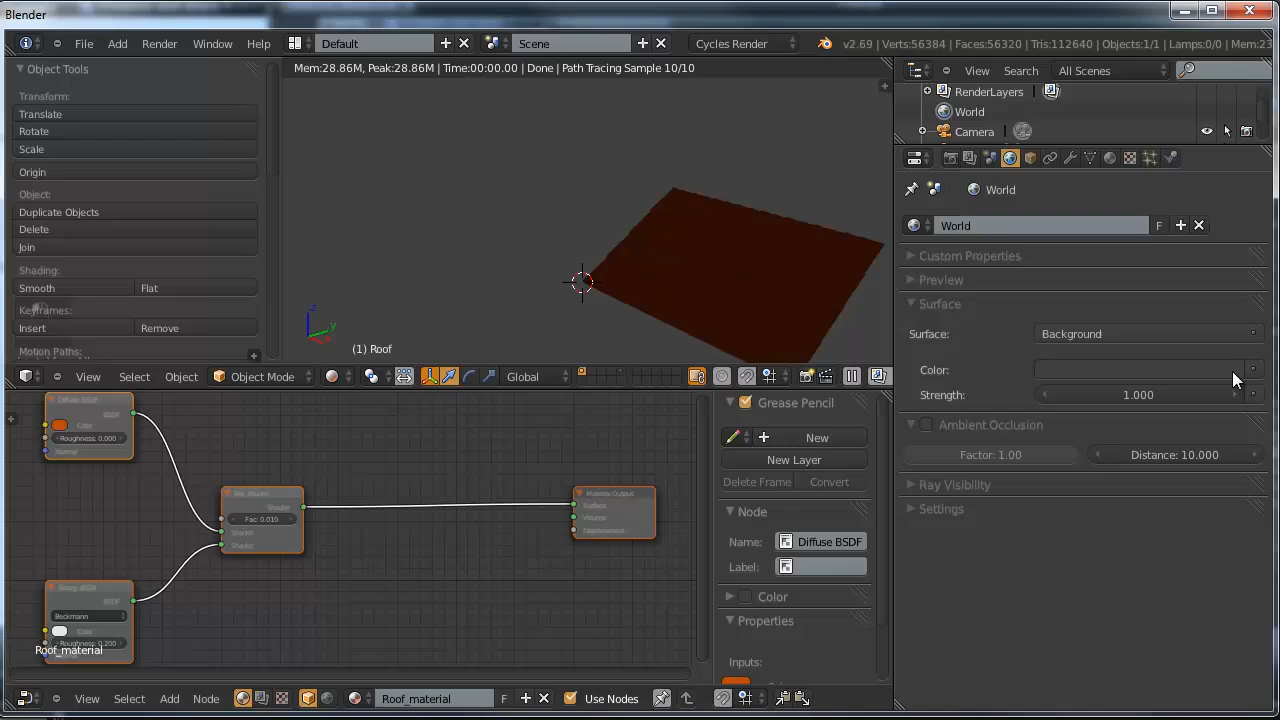 Blender
File Add Render Window Help Default Scene Cycles Render v2.69 | Verts:56384 | Faces:56320 | Tris:112640 | Objects:1/1 | Lamps:0/0 | Mem:23
Object Tools
Transform:
Translate
Rotate
Scale
Origin
Object:
Duplicate Objects
Delete
Join
Shading:
Smooth Flat
Keyframes:
Insert Remove
Motion Paths:
Mem:28.86M, Peak:28.86M | Time:00:00.00 | Done | Path Tracing Sample 10/10
z
y
x
(1) Roof
View Select Object Object Mode Global
View Search All Scenes
RenderLayers
World
Camera
World
World F
Custom Properties
Preview
Surface
Surface: Background
Color:
Strength: 1.000
Ambient Occlusion
Factor: 1.00 Distance: 10.000
Ray Visibility
Settings
Diffuse BSDF
BSDF
Color
Roughness: 0.000
Normal
Mix Shader
Shader
Fac: 0.010
Shader
Shader
Material Output
Surface
Volume
Displacement
Glossy BSDF
BSDF
Beckmann
Color
Roughness: 0.200
Roof_material
Grease Pencil
New
New Layer
Delete Frame Convert
Node
Name: Diffuse BSDF
Label:
Color
Properties
Inputs:
View Select Add Node Roof_material F Use Nodes